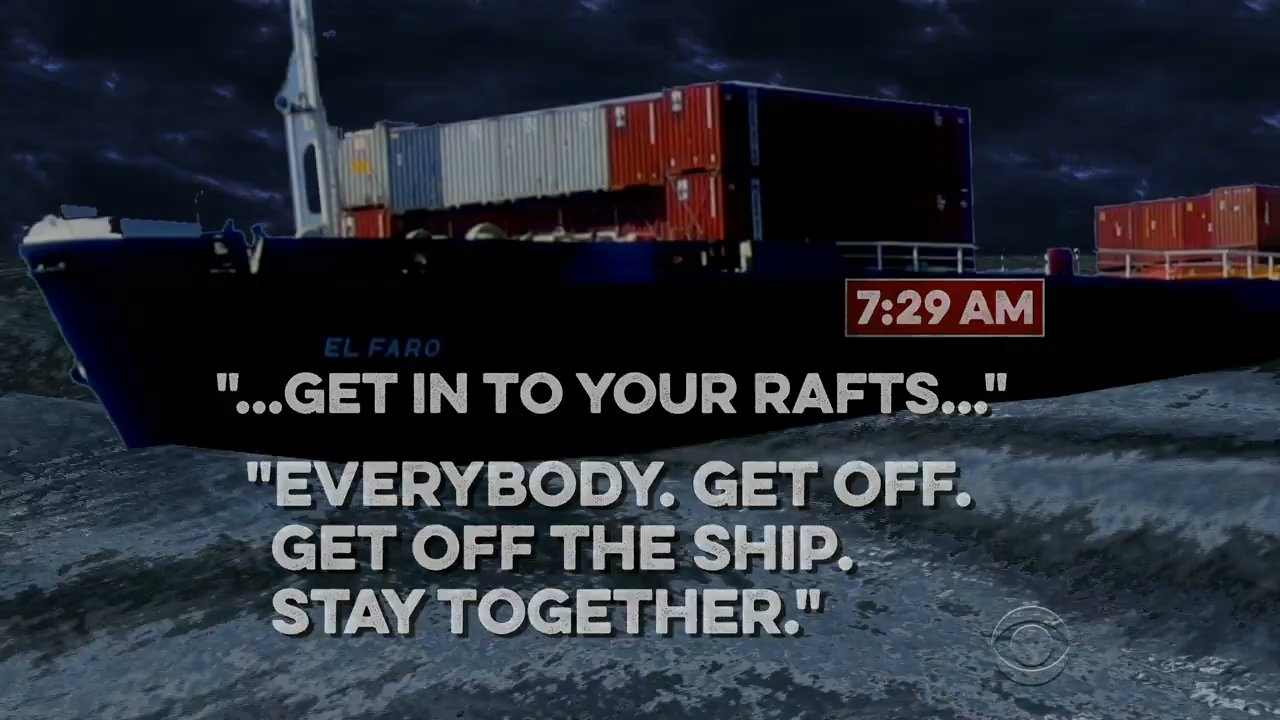 EL FARO
7:29 AM
"...GET IN TO YOUR RAFTS..."
"EVERYBODY. GET OFF.
GET OFF THE SHIP.
STAY TOGETHER."